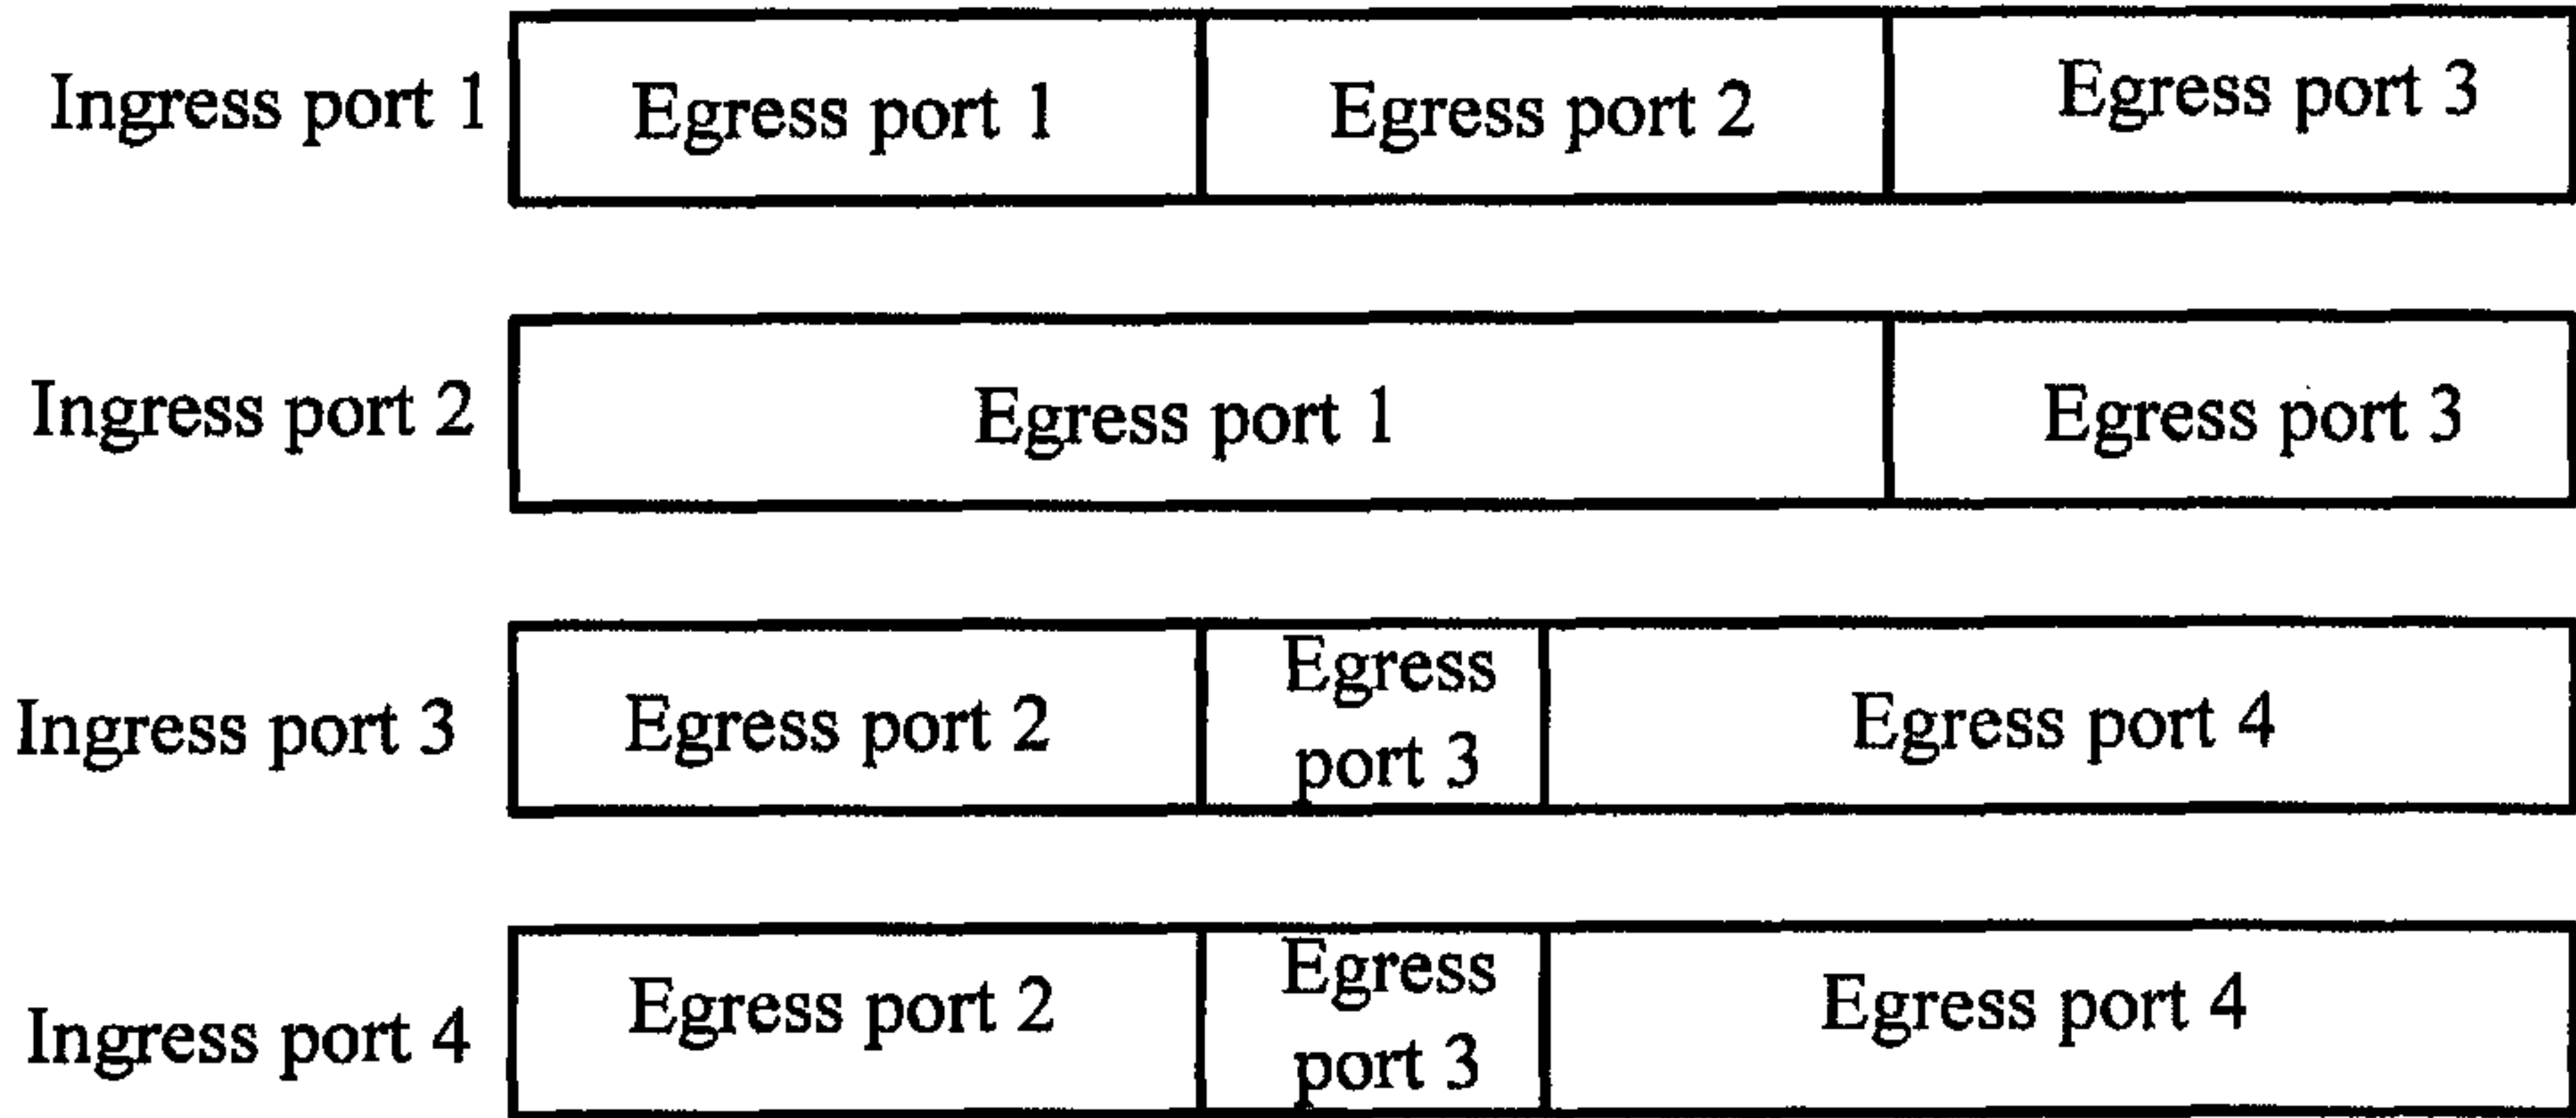 Ingress port 1
Egress port 1
Egress port 2
Egress port 3
Ingress port 2
Egress port 1
Egress port 3
Ingress port 3
Egress port 2
Egress
port 3
Egress port 4
Ingress port 4
Egress port 2
Egress
port 3
Egress port 4